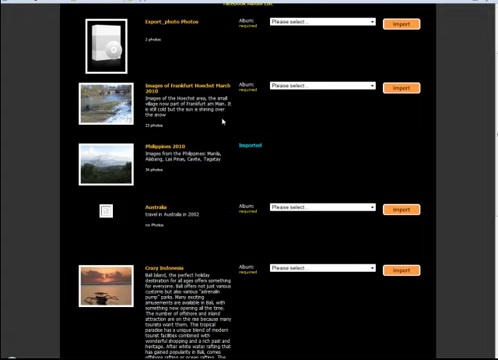 Export_photo Photos
2 photos
Album:
required
Please select...
Import
Images of Frankfurt Hoechst March
2010
Images of the Hoechst area, the small
village now part of Frankfurt am Main. It
is still cold but the sun is shining over
the snow
23 photos
Album:
required
Please select...
Import
Philippines 2010
Images from the Philippines: Manila,
Alabang, Las Pinas, Cavite, Tagaytay
34 photos
Imported
Australia
travel in Australia in 2002
no Photos
Album:
required
Please select...
Import
Crazy Indonesia
Bali Island, the perfect holiday
destination for all ages offers something
for everyone. Bali offers not just various
customs but also various "adrenalin
pump" parks. Many exciting
amusements are available in Bali, with
something new opening all the time.
The number of offshore and inland
attraction are on the rise because many
tourists want them. The tropical
paradise has a unique blend of modern
tourist facilities combined with
wonderful shopping and a rich past and
heritage. After white water rafting that
has gained popularity in Bali, comes
Album:
required
Please select...
Import